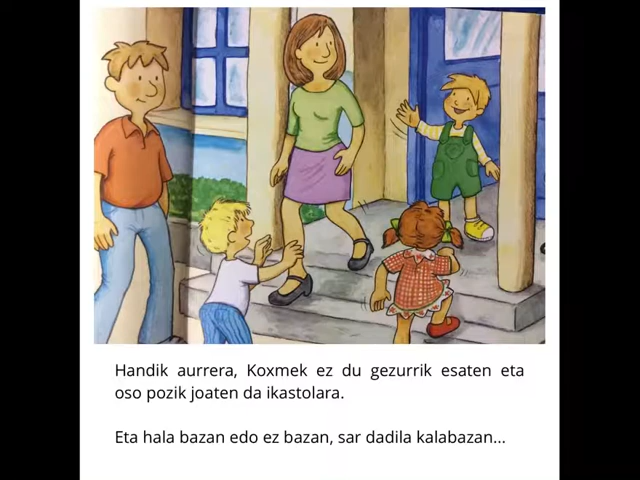 Handik aurrera, Koxmek ez du gezurrik esaten eta
oso pozik joaten da ikastolara.
Eta hala bazan edo ez bazan, sar dadila kalabazan...